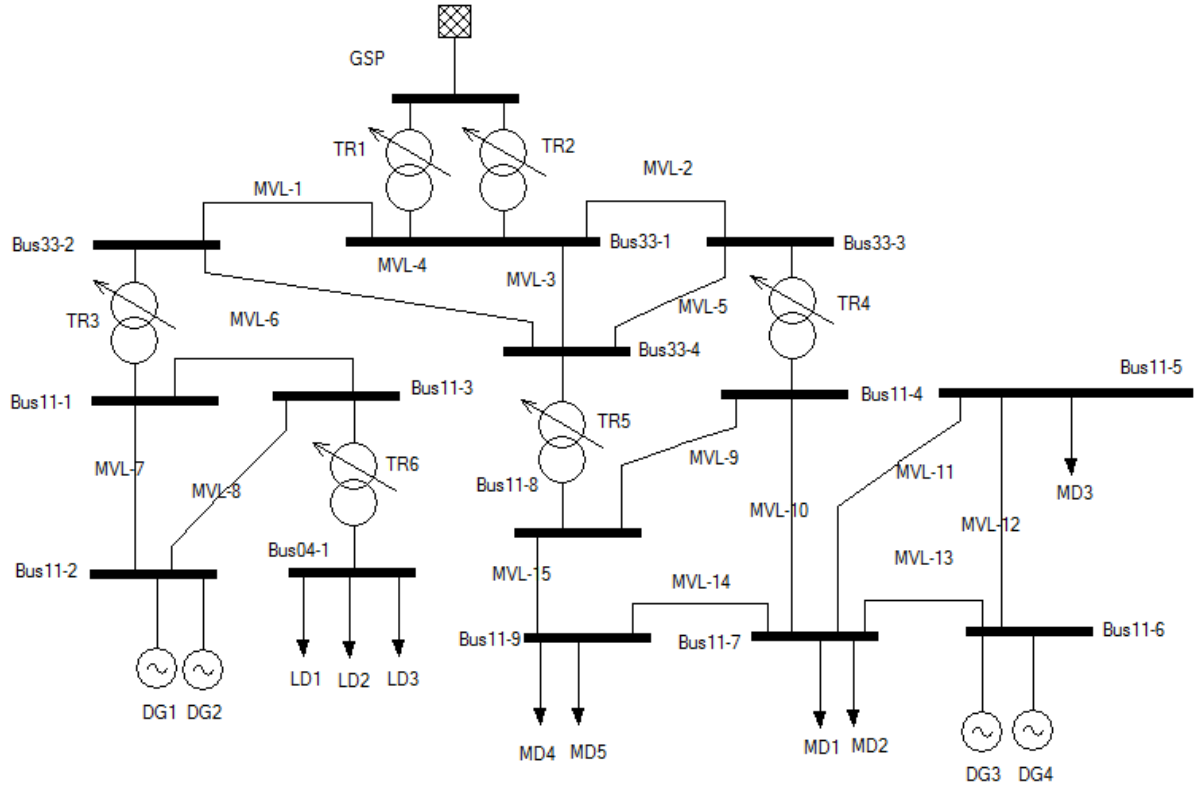 GSP
TR1
TR2
MVL-1
MVL-2
Bus33-2
Bus33-1
Bus33-3
MVL-4
MVL-3
MVL-5
TR3
MVL-6
TR4
Bus33-4
Bus11-5
Bus11-1
Bus11-3
Bus11-4
TR5
MVL-7
MVL-8
TR6
Bus11-8
MVL-9
MVL-11
MD3
MVL-10
MVL-12
Bus04-1
Bus11-2
MVL-15
MVL-14
MVL-13
Bus11-9
Bus11-7
Bus11-6
LD1
LD2
LD3
DG1
DG2
MD4
MD5
MD1
MD2
DG3
DG4